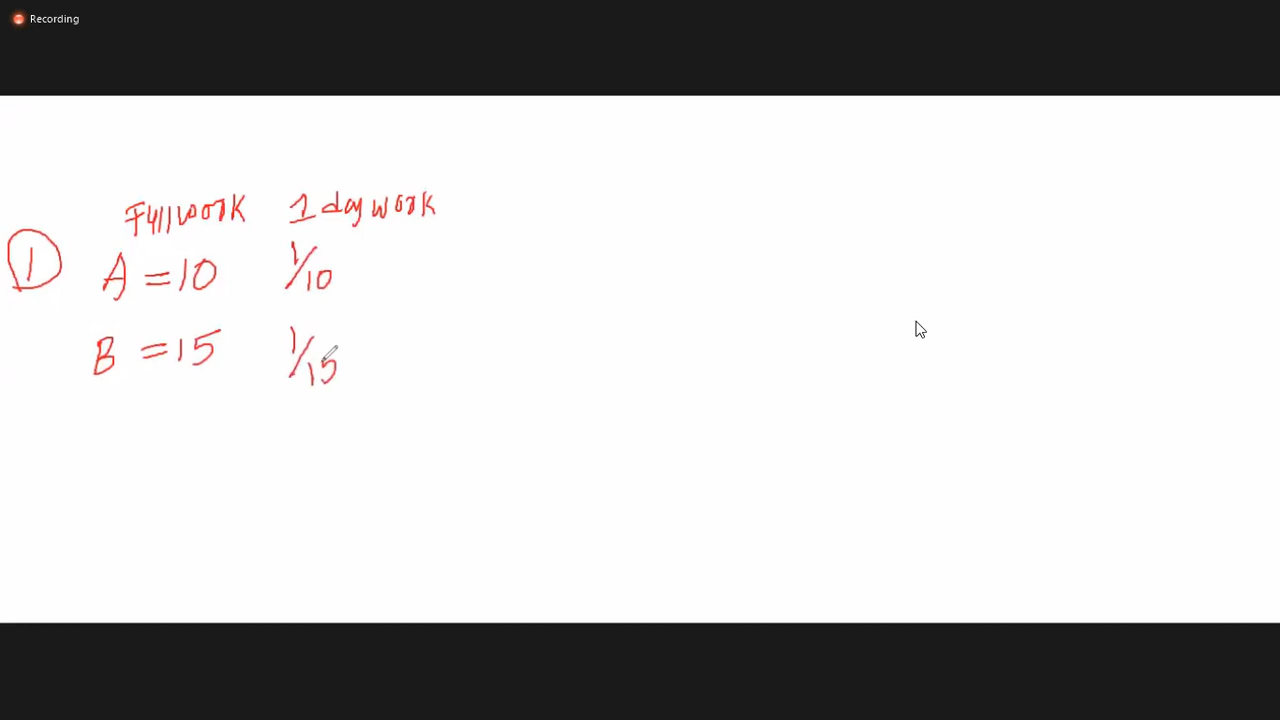 Recording
Fullwork 1 day work
① A = 10 1/10
B = 15 1/15